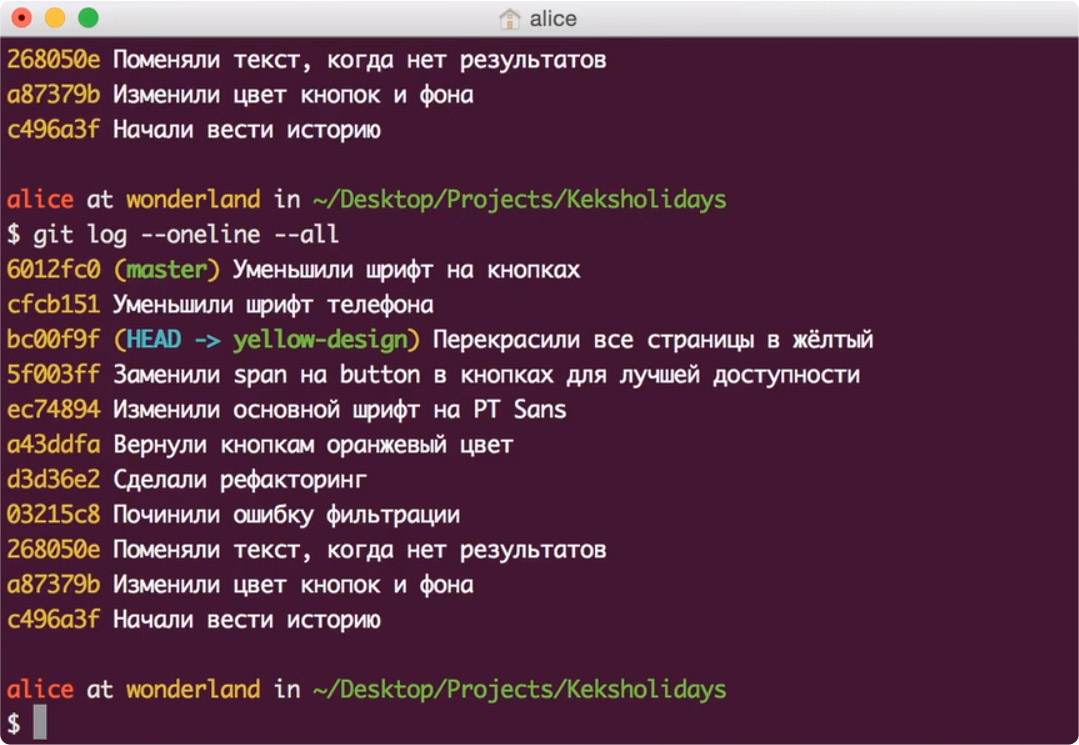 alice
268050e Поменяли текст, когда нет результатов
a87379b Изменили цвет кнопок и фона
c496a3f Начали вести историю
alice at wonderland in ~/Desktop/Projects/Keksholidays
$ git log --oneline --all
6012fc0 (master) Уменьшили шрифт на кнопках
cfcb151 Уменьшили шрифт телефона
bc00f9f (HEAD -> yellow-design) Перекрасили все страницы в жёлтый
5f003ff Заменили span на button в кнопках для лучшей доступности
ec74894 Изменили основной шрифт на PT Sans
a43ddfa Вернули кнопкам оранжевый цвет
d3d36e2 Сделали рефакторинг
03215c8 Починили ошибку фильтрации
268050e Поменяли текст, когда нет результатов
a87379b Изменили цвет кнопок и фона
c496a3f Начали вести историю
alice at wonderland in ~/Desktop/Projects/Keksholidays
$